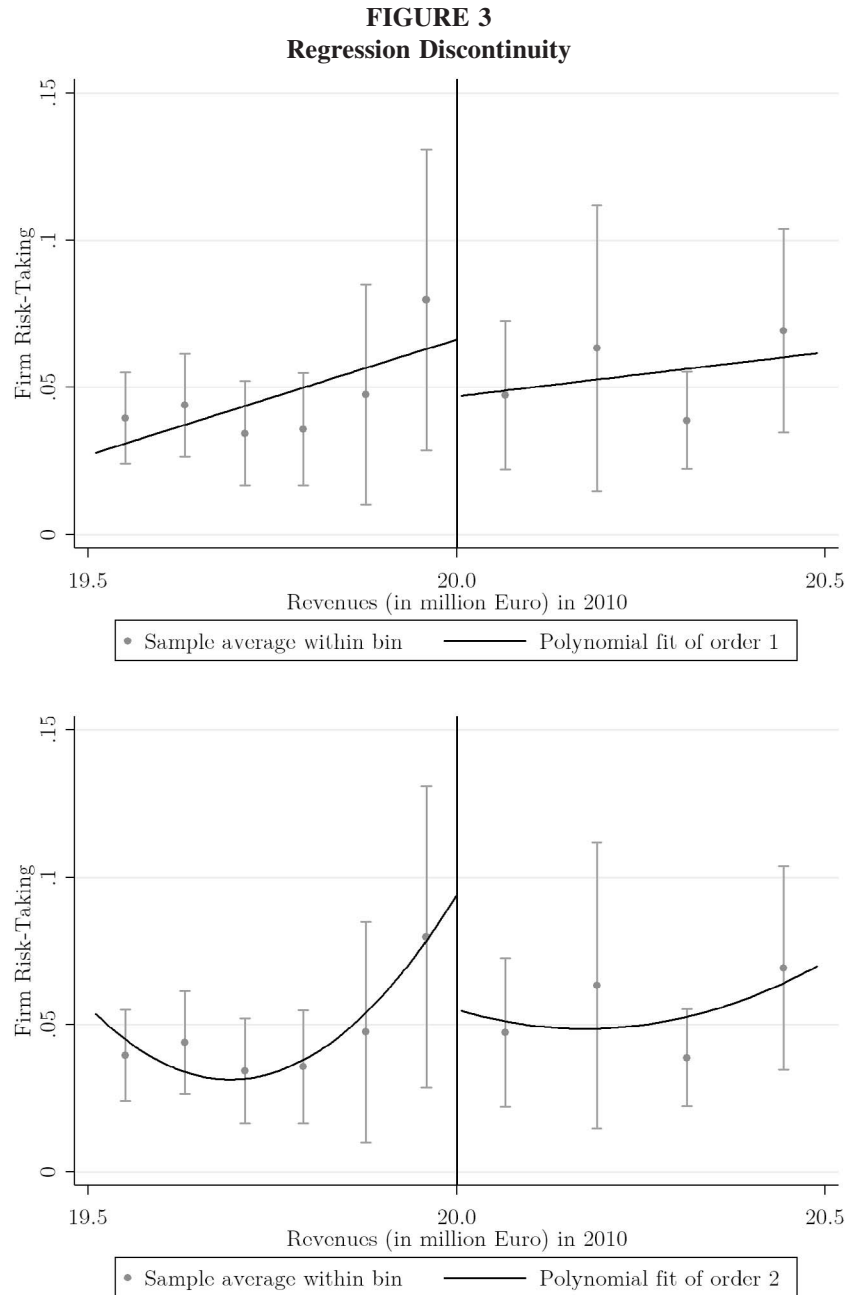 FIGURE 3
Regression Discontinuity
.15
.1
.05
0
Firm Risk-Taking
19.5 20.0 20.5
Revenues (in million Euro) in 2010
Sample average within bin Polynomial fit of order 1
.15
.1
.05
0
Firm Risk-Taking
19.5 20.0 20.5
Revenues (in million Euro) in 2010
Sample average within bin Polynomial fit of order 2